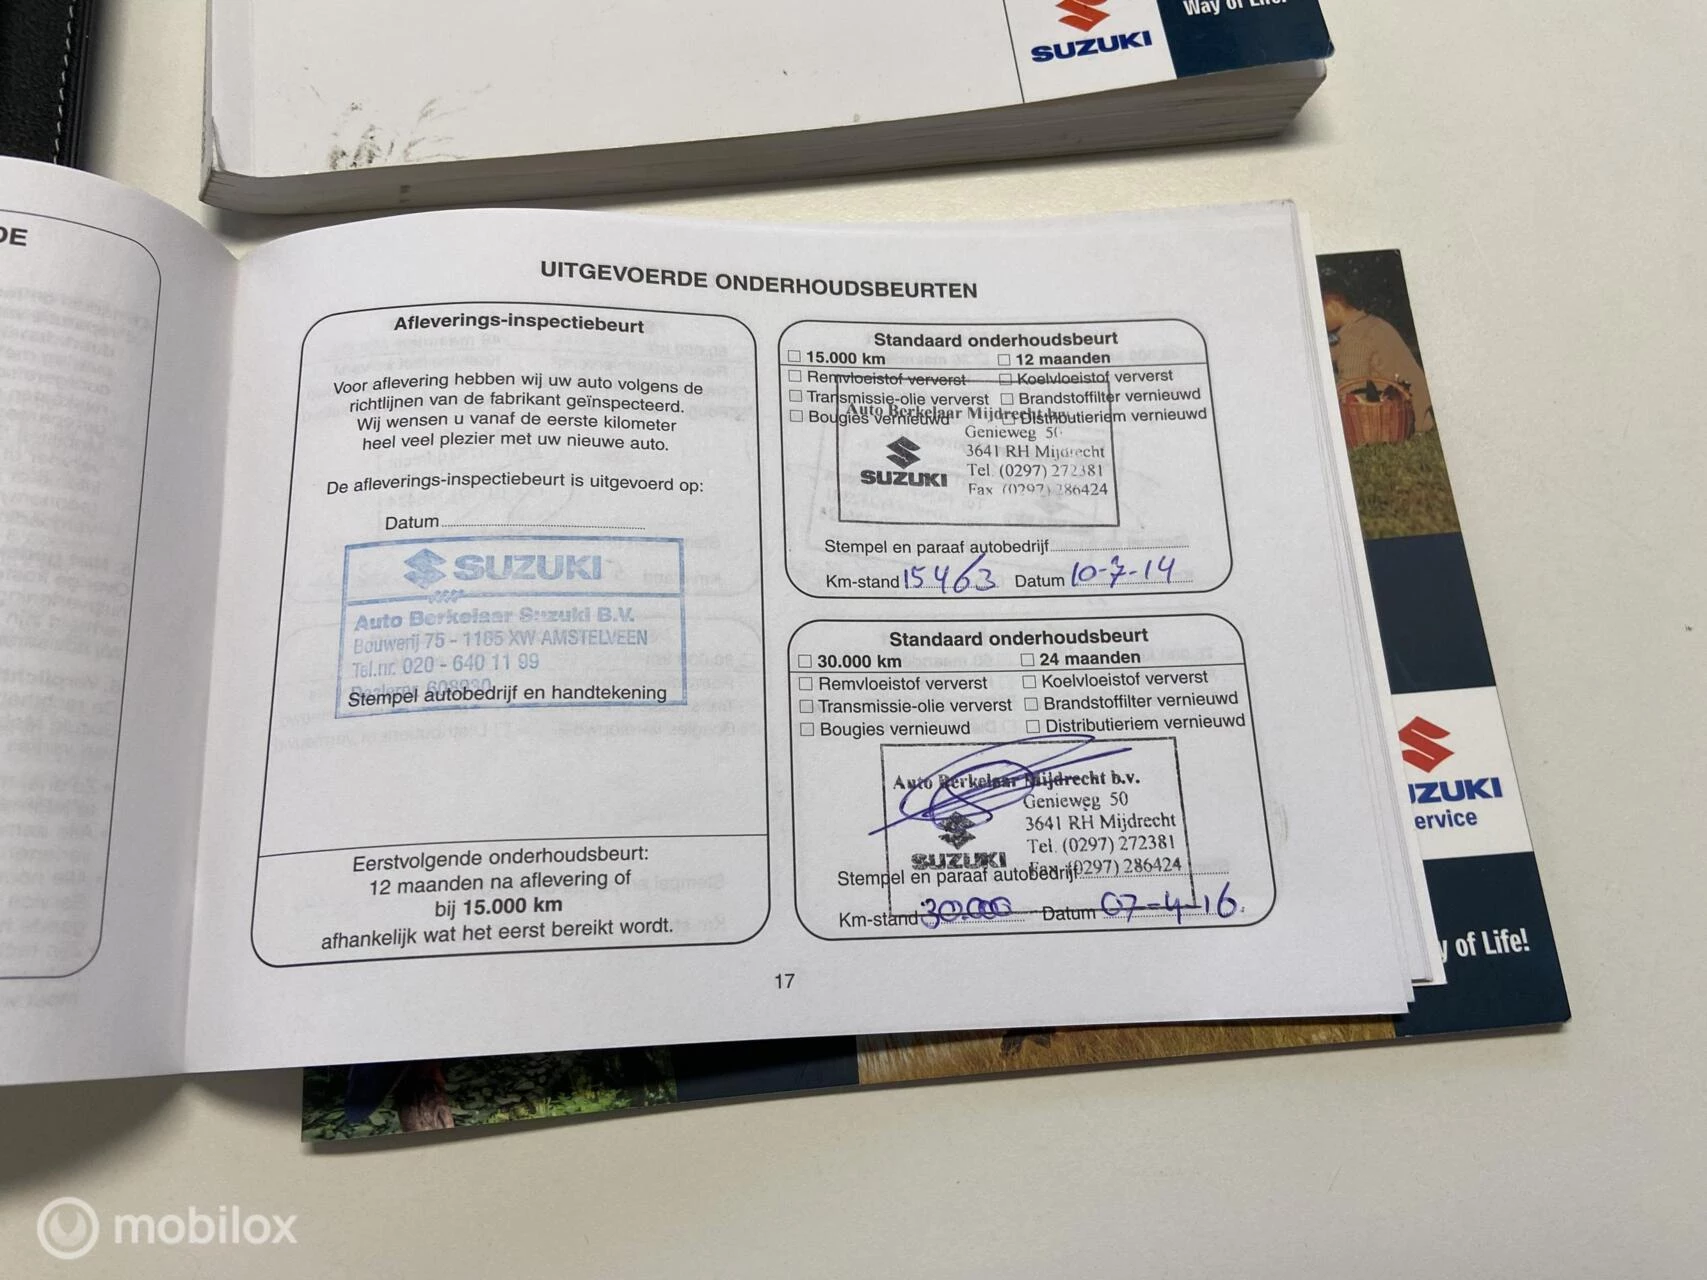 Way of Life!
SUZUKI
DE
UITGEVOERDE ONDERHOUDSBEURTEN
Afleverings-inspectiebeurt
Voor aflevering hebben wij uw auto volgens de
richtlijnen van de fabrikant geïnspecteerd.
Wij wensen u vanaf de eerste kilometer
heel veel plezier met uw nieuwe auto.
De afleverings-inspectiebeurt is uitgevoerd op:
Datum
SUZUKI
Auto Berkelaar Suzuki B.V.
Bouwerij 75 - 1185 XW AMSTELVEEN
Tel.nr. 020 - 640 11 99
Stempel autobedrijf en handtekening
Eerstvolgende onderhoudsbeurt:
12 maanden na aflevering of
bij 15.000 km
afhankelijk wat het eerst bereikt wordt.
Standaard onderhoudsbeurt
15.000 km 12 maanden
Remvloeistof ververst Koelvloeistof ververst
Transmissie-olie ververst Brandstoffilter vernieuwd
Bougies vernieuwd Distributieriem vernieuwd
Auto Berkelaar Mijdrecht bv
Genieweg 50
3641 RH Mijdrecht
SUZUKI
Tel. (0297) 272381
Fax (0297) 286424
Stempel en paraaf autobedrijf
Km-stand 15463 Datum 10-7-14
Standaard onderhoudsbeurt
30.000 km 24 maanden
Remvloeistof ververst Koelvloeistof ververst
Transmissie-olie ververst Brandstoffilter vernieuwd
Bougies vernieuwd Distributieriem vernieuwd
Auto Berkelaar Mijdrecht b.v.
Genieweg 50
3641 RH Mijdrecht
Tel. (0297) 272381
SUZUKI
Fax (0297) 286424
Stempel en paraaf autobedrijf
Km-stand 30.000 Datum 07-4-16.
17
UZUKI
ervice
y of Life!
mobilox